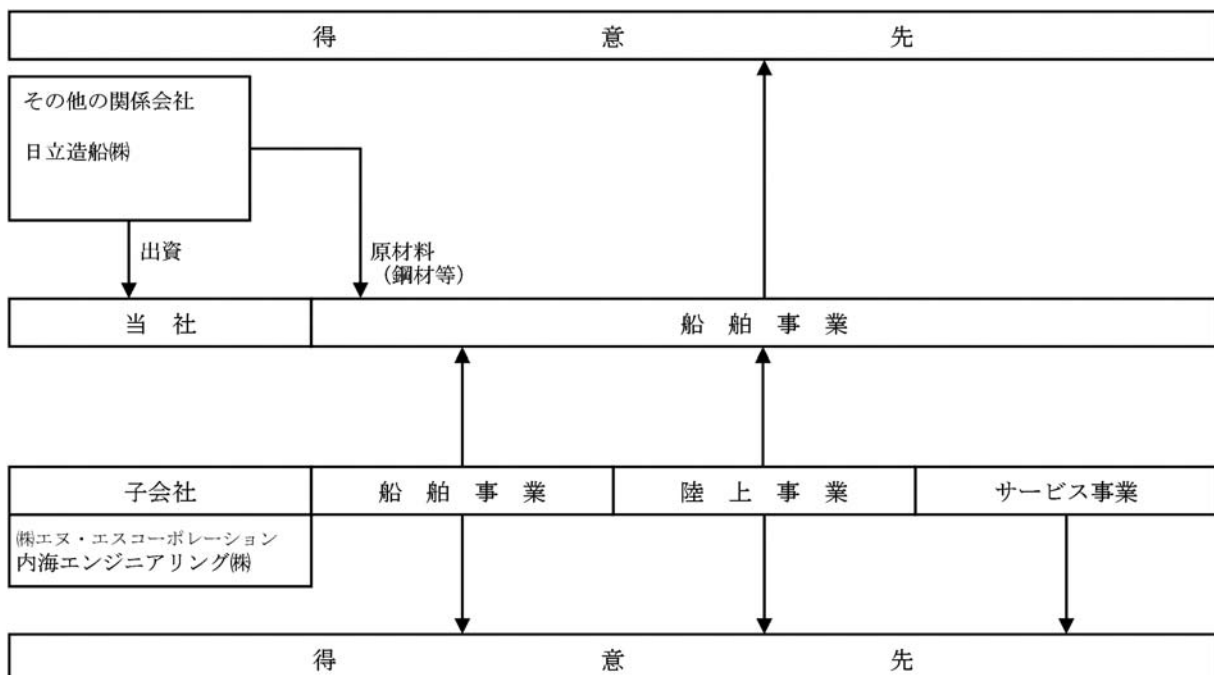 得意先
その他の関係会社
日立造船㈱
出資
原材料
(鋼材等)
当社
船舶事業
子会社
船舶事業
陸上事業
サービス事業
㈱エヌ・エスコーポレーション
内海エンジニアリング㈱
得意先